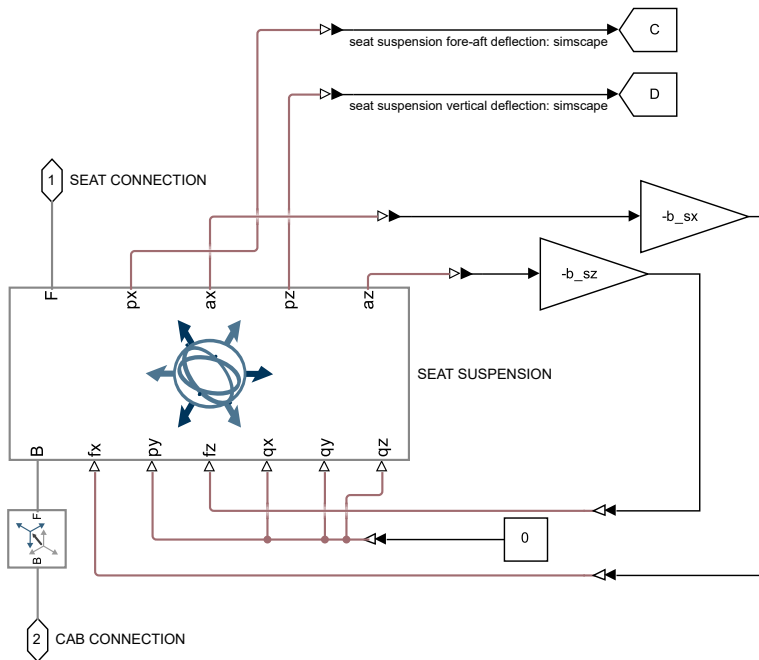 C
seat suspension fore-aft deflection: simscape
D
seat suspension vertical deflection: simscape
1
SEAT CONNECTION
-b_sx
-b_sz
F
px
ax
pz
az
SEAT SUSPENSION
B
fx
py
fz
qx
qy
qz
F
B
0
2
CAB CONNECTION